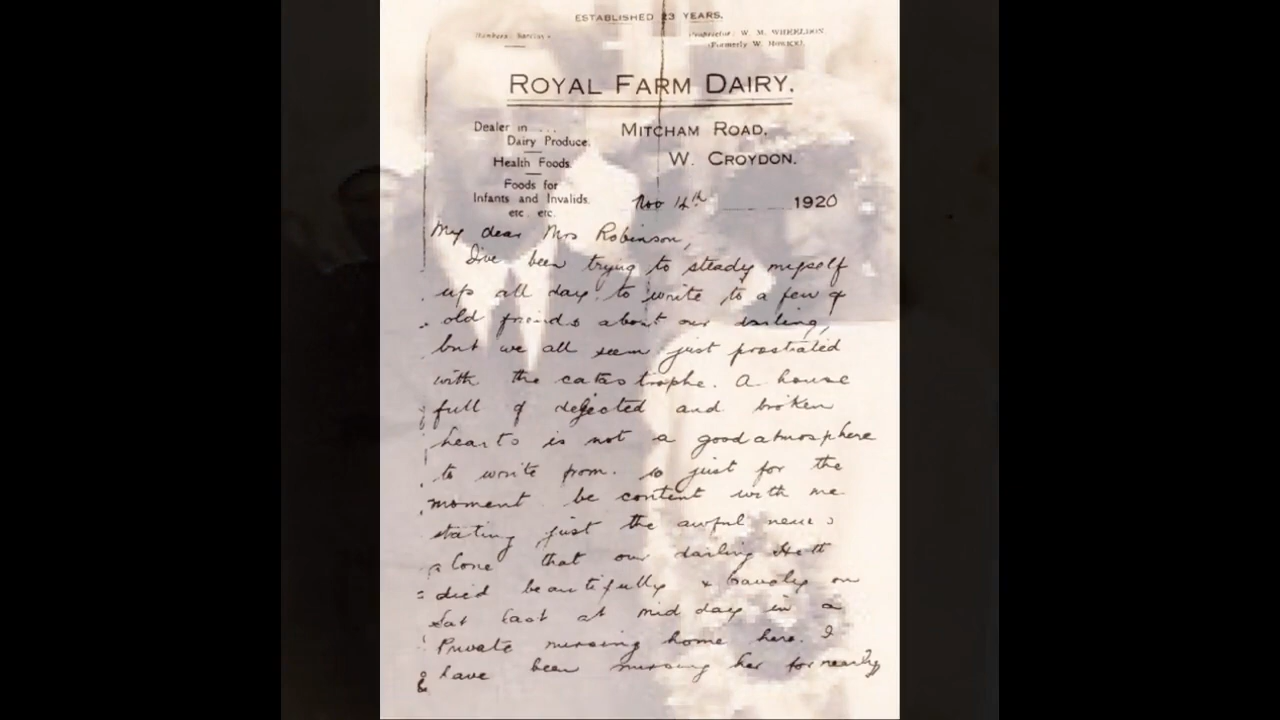 ESTABLISHED 23 YEARS.
Bankers: Barclays
Proprietor: W. M. WHEELDON
(Formerly W. HORICK).
ROYAL FARM DAIRY.
Dealer in ...
Dairy Produce.
Health Foods.
Foods for
Infants and Invalids.
etc. etc.
MITCHAM ROAD,
W. CROYDON.
Nov 14th 1920
My dear Mrs Robinson,
I've been trying to steady myself
up all day to write to a few of
old friends about our darling,
but we all seem just prostrated
with the catastrophe. A house
full of dejected and broken
hearts is not a good atmosphere
to write from. so just for the
moment be content with me
stating just the awful news
alone that our darling Hett
died beautifully & bravely on
Sat last at mid day in a
Private nursing home here. I
have been nursing her for nearly